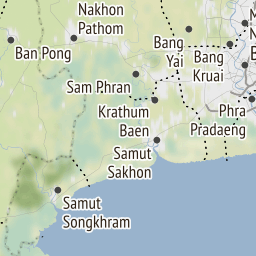 Nakhon
Pathom
Ban Pong
Bang
Yai
Bang
Kruai
Sam Phran
Krathum
Baen
Phra
Pradaeng
Samut
Sakhon
Samut
Songkhram